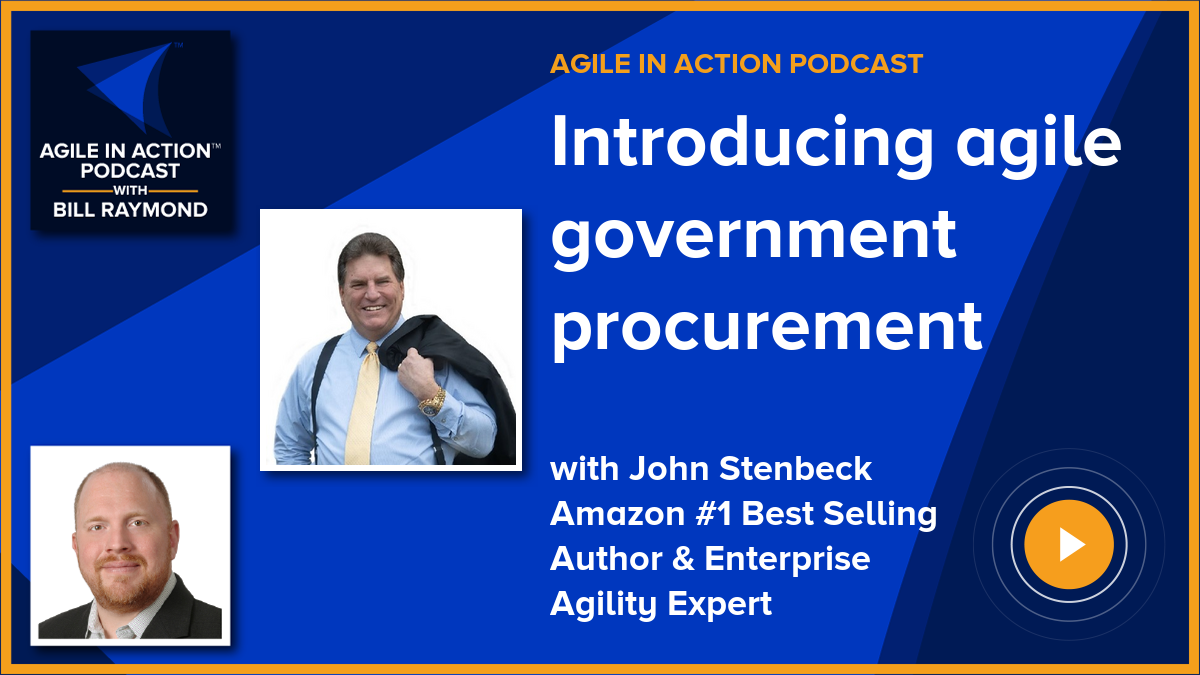 TM
AGILE IN ACTION™
PODCAST
WITH
BILL RAYMOND
AGILE IN ACTION PODCAST
Introducing agile
government
procurement
with John Stenbeck
Amazon #1 Best Selling
Author & Enterprise
Agility Expert